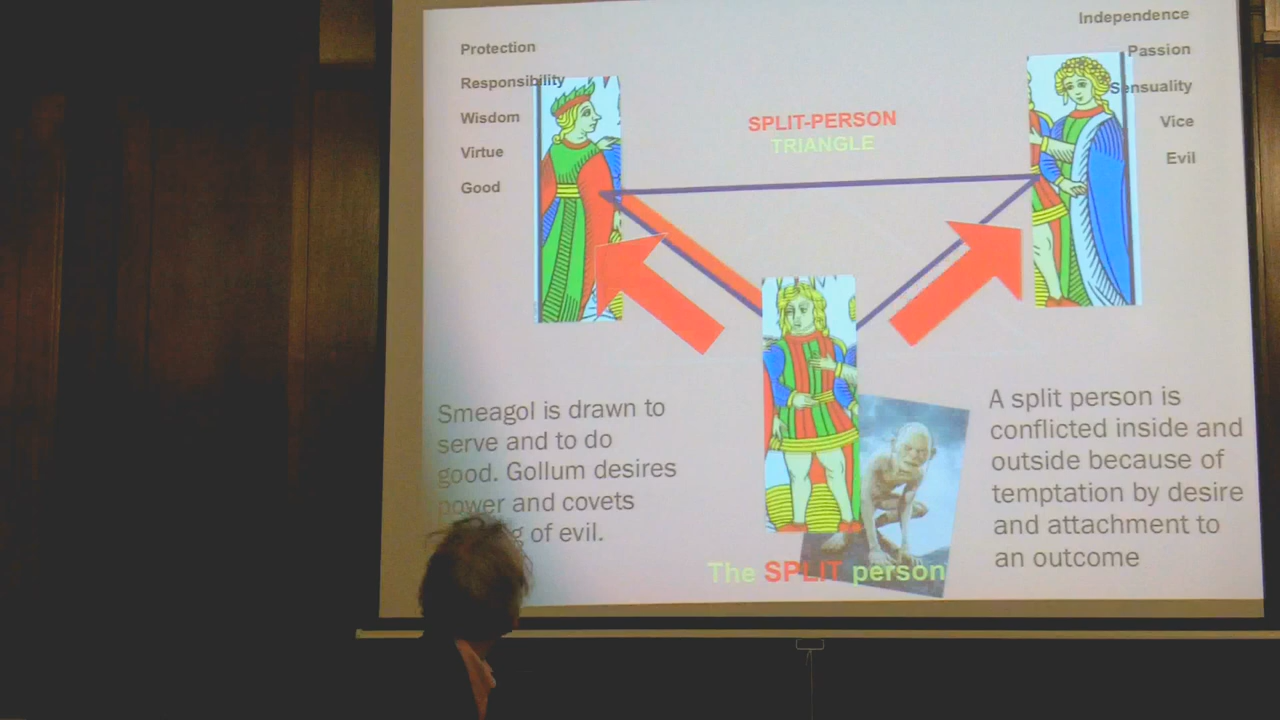 Protection
Responsibility
Wisdom
Virtue
Good
SPLIT-PERSON
TRIANGLE
Independence
Passion
Sensuality
Vice
Evil
Smeagol is drawn to
serve and to do
good. Gollum desires
power and covets
of evil.
A split person is
conflicted inside and
outside because of
temptation by desire
and attachment to
an outcome
The SPLIT person